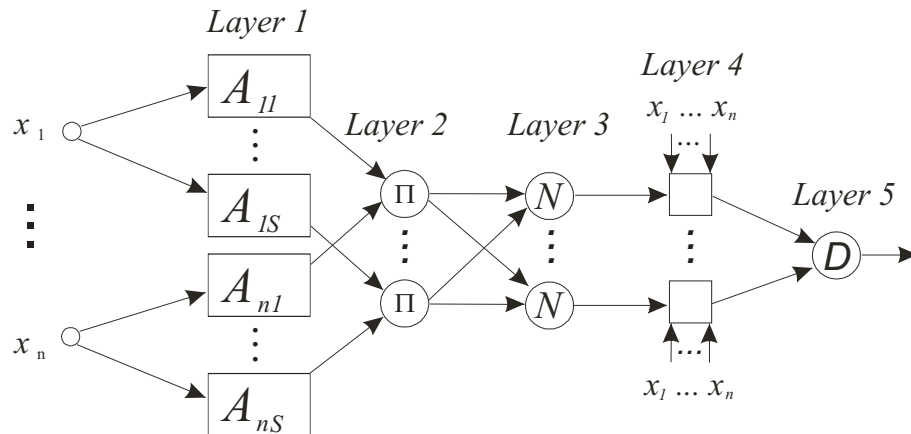 Layer 1
A11
Layer 4
x1 ... xn
x1
Layer 2
Layer 3
...
A1S
Π
N
Layer 5
D
An1
Π
N
xn
...
AnS
x1 ... xn